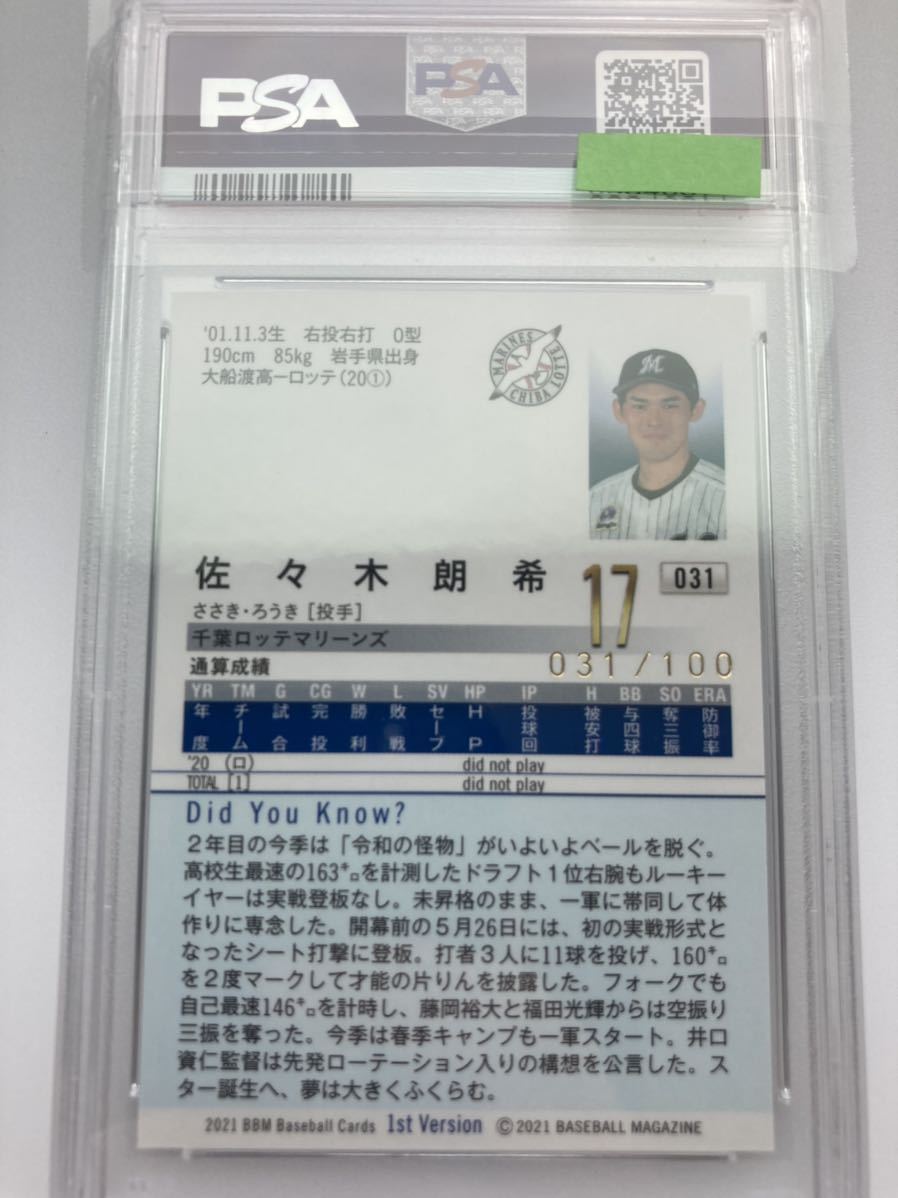 PSA
PSA
'01.11.3生 右投右打 O型
190cm 85kg 岩手県出身
大船渡高ーロッテ(20①)
MARINES
CHIBA LOTTE
M
佐々木朗希
17
031
ささき・ろうき [投手]
千葉ロッテマリーンズ
031/100
通算成績
YR TM G CG W L SV HP IP H BB SO ERA
年度 チーム 試合 完投 勝利 敗戦 セーブ HP 投球回 被安打 与四球 奪三振 防御率
'20 (ロ) did not play
TOTAL [1] did not play
Did You Know?
2年目の今季は「令和の怪物」がいよいよベールを脱ぐ。
高校生最速の163㌔を計測したドラフト1位右腕もルーキー
イヤーは実戦登板なし。未昇格のまま、一軍に帯同して体
作りに専念した。開幕前の5月26日には、初の実戦形式と
なったシート打撃に登板。打者3人に11球を投げ、160㌔
を2度マークして才能の片りんを披露した。フォークでも
自己最速146㌔を計時し、藤岡裕大と福田光輝からは空振り
三振を奪った。今季は春季キャンプも一軍スタート。井口
資仁監督は先発ローテーション入りの構想を公言した。ス
ター誕生へ、夢は大きくふくらむ。
2021 BBM Baseball Cards 1st Version ©2021 BASEBALL MAGAZINE